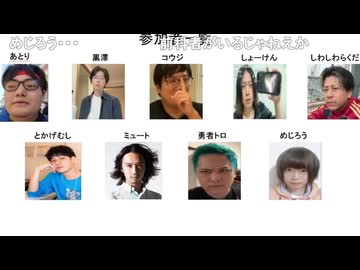 めじろう・・・
前科者がいるじゃねえか
参加者一覧
あとり
黒澤
コウジ
しょーけん
しわしわらくだ
とかげむし
ミュート
勇者トロ
めじろう